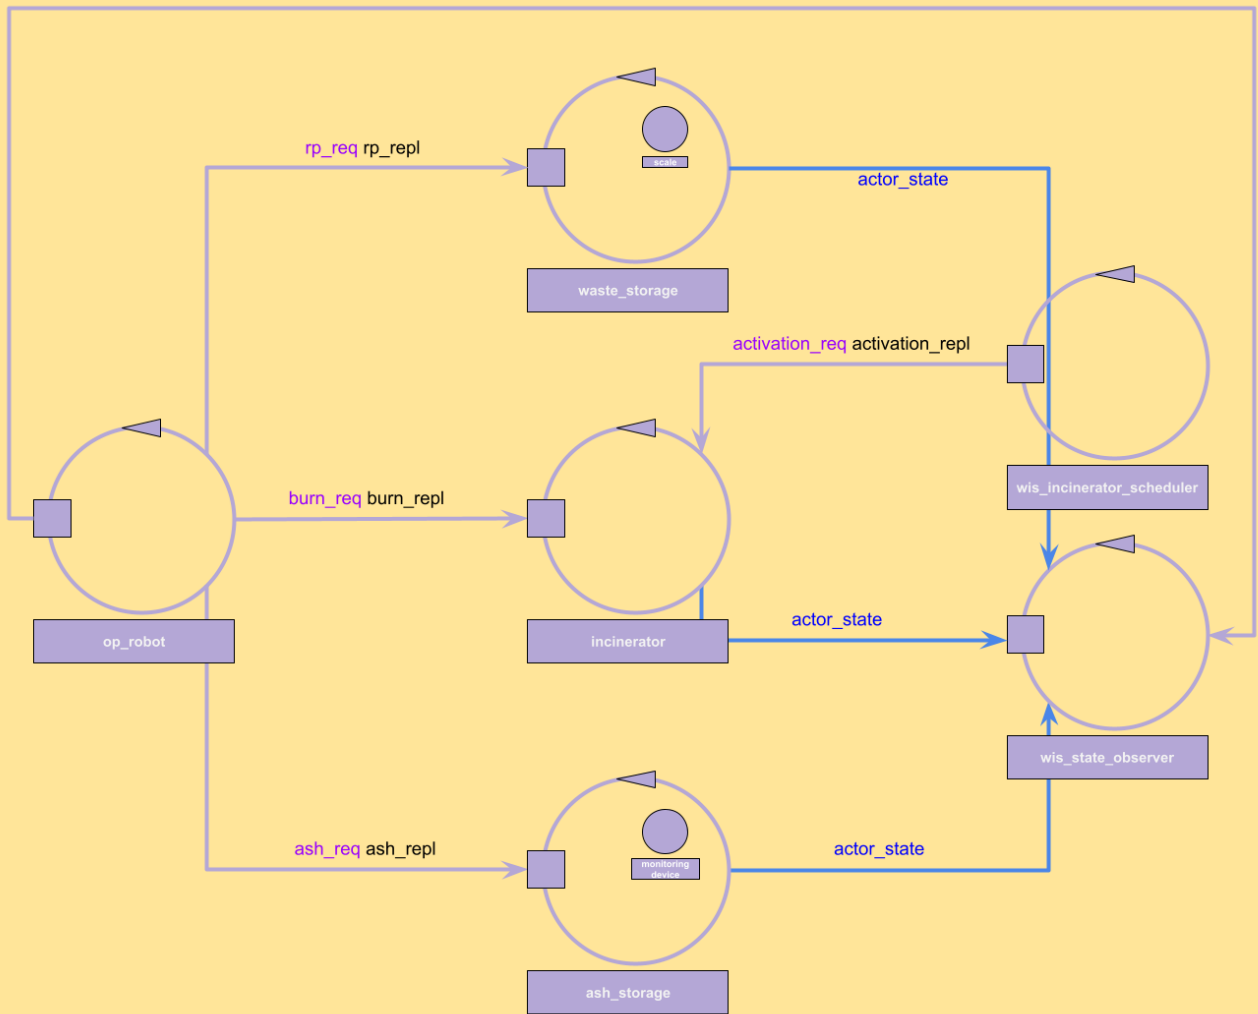 rp_req rp_repl
scale
actor_state
waste_storage
activation_req activation_repl
burn_req burn_repl
wis_incinerator_scheduler
op_robot
incinerator
actor_state
wis_state_observer
ash_req ash_repl
monitoring
device
actor_state
ash_storage